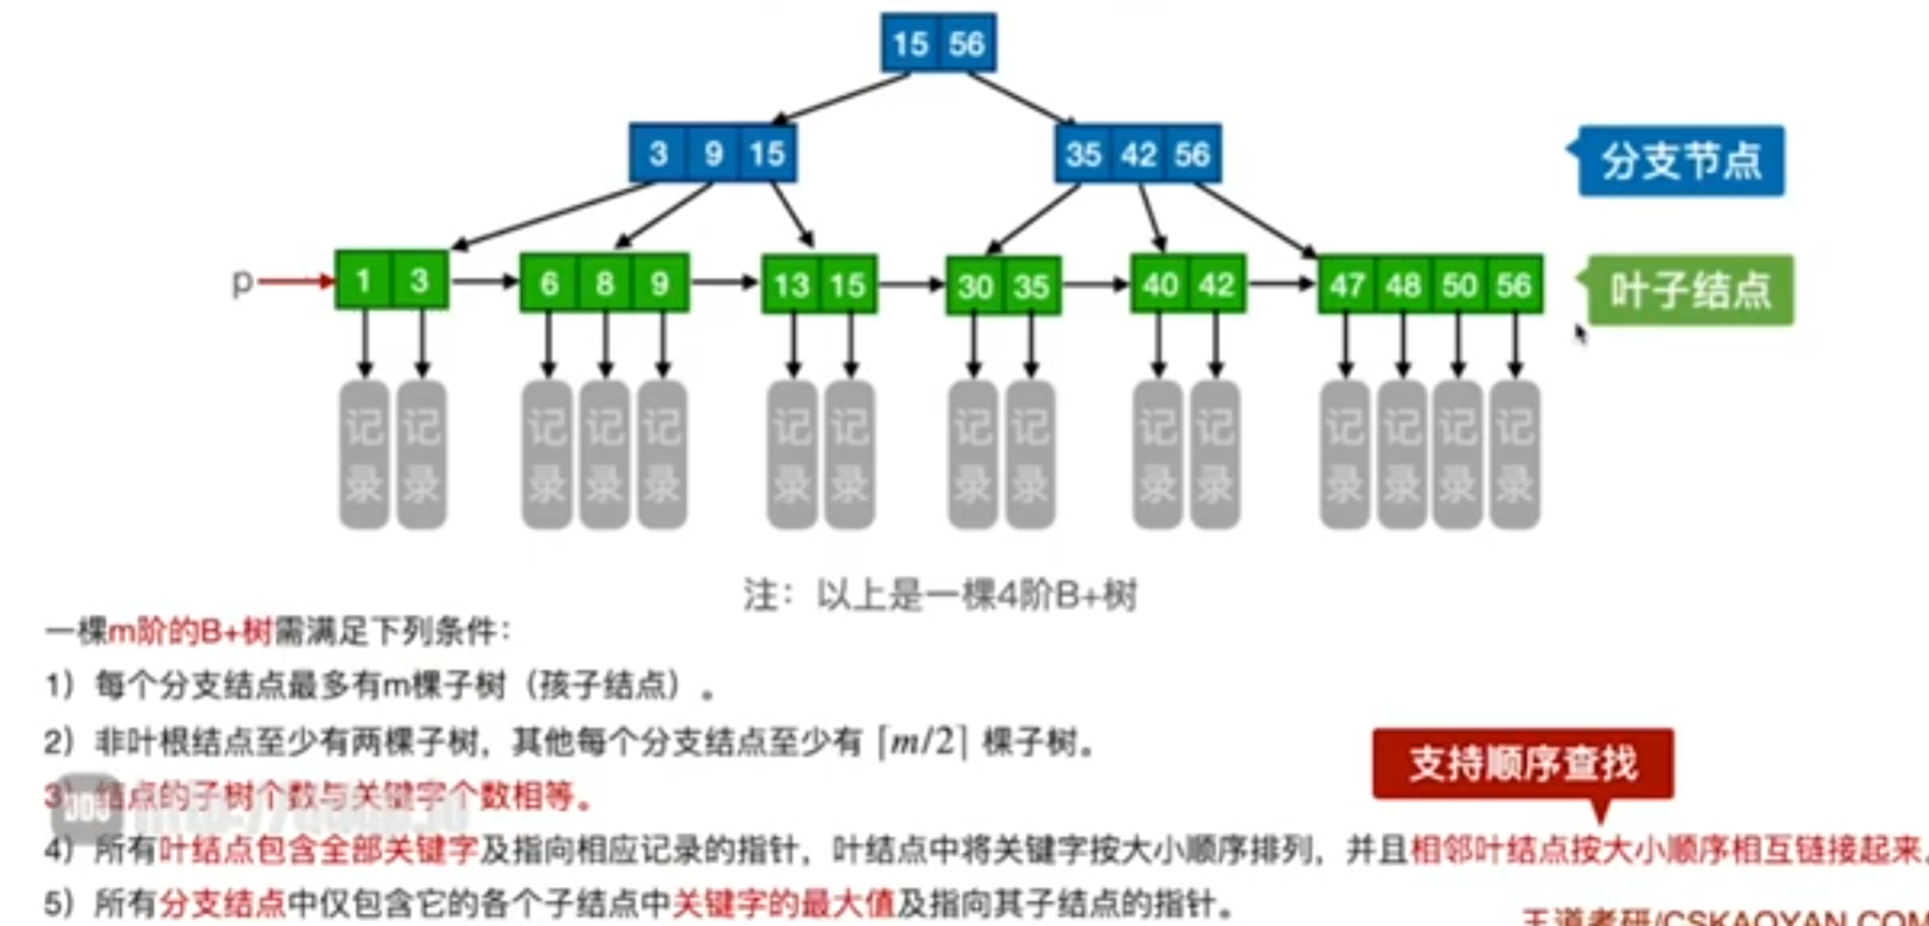 15 56
3 9 15
35 42 56
分支节点
p
1 3
6 8 9
13 15
30 35
40 42
47 48 50 56
叶子结点
记录 记录 记录 记录 记录 记录 记录 记录 记录 记录 记录 记录 记录 记录 记录
注：以上是一棵4阶B+树
一棵m阶的B+树需满足下列条件：
1）每个分支结点最多有m棵子树（孩子结点）。
2）非叶根结点至少有两棵子树，其他每个分支结点至少有 ⌈m/2⌉ 棵子树。
支持顺序查找
3）结点的子树个数与关键字个数相等。
4）所有叶结点包含全部关键字及指向相应记录的指针，叶结点中将关键字按大小顺序排列，并且相邻叶结点按大小顺序相互链接起来。
5）所有分支结点中仅包含它的各个子结点中关键字的最大值及指向其子结点的指针。
王道考研/CSKAOYAN.COM